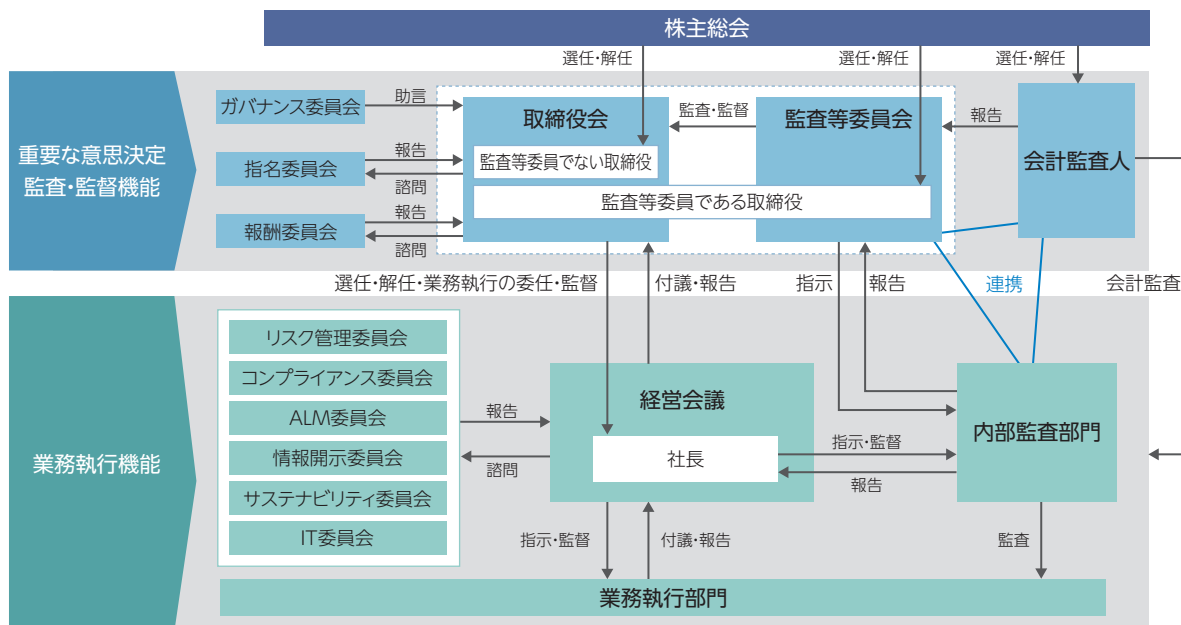 株主総会
選任・解任
選任・解任
選任・解任
重要な意思決定
監査・監督機能
ガバナンス委員会
助言
取締役会
監査・監督
監査等委員会
報告
会計監査人
指名委員会
報告
諮問
監査等委員でない取締役
監査等委員である取締役
報酬委員会
報告
諮問
選任・解任・業務執行の委任・監督
付議・報告
指示
報告
連携
会計監査
業務執行機能
リスク管理委員会
コンプライアンス委員会
ALM委員会
情報開示委員会
サステナビリティ委員会
IT委員会
報告
諮問
経営会議
社長
指示・監督
報告
内部監査部門
指示・監督
付議・報告
監査
業務執行部門